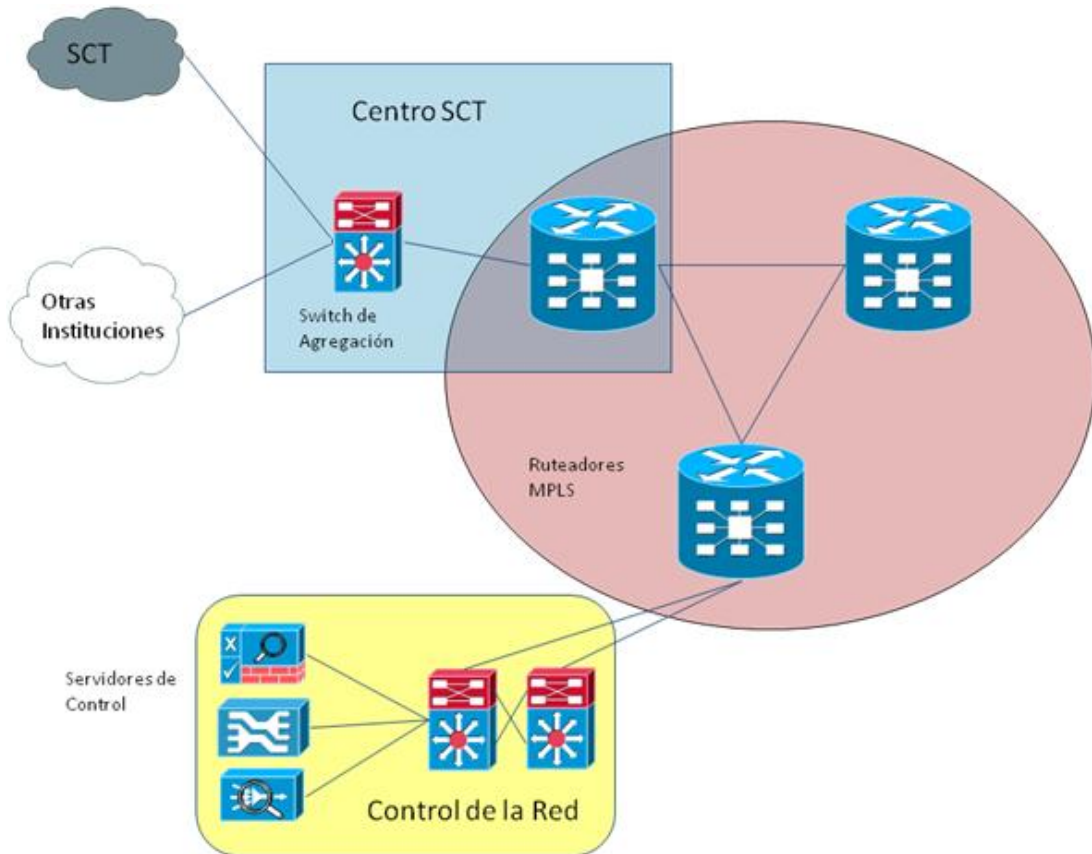 SCT
Centro SCT
Otras
Instituciones
Switch de
Agregación
Ruteadores
MPLS
Servidores de
Control
Control de la Red